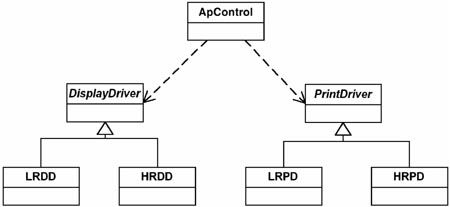 ApControl
DisplayDriver
PrintDriver
LRDD
HRDD
LRPD
HRPD